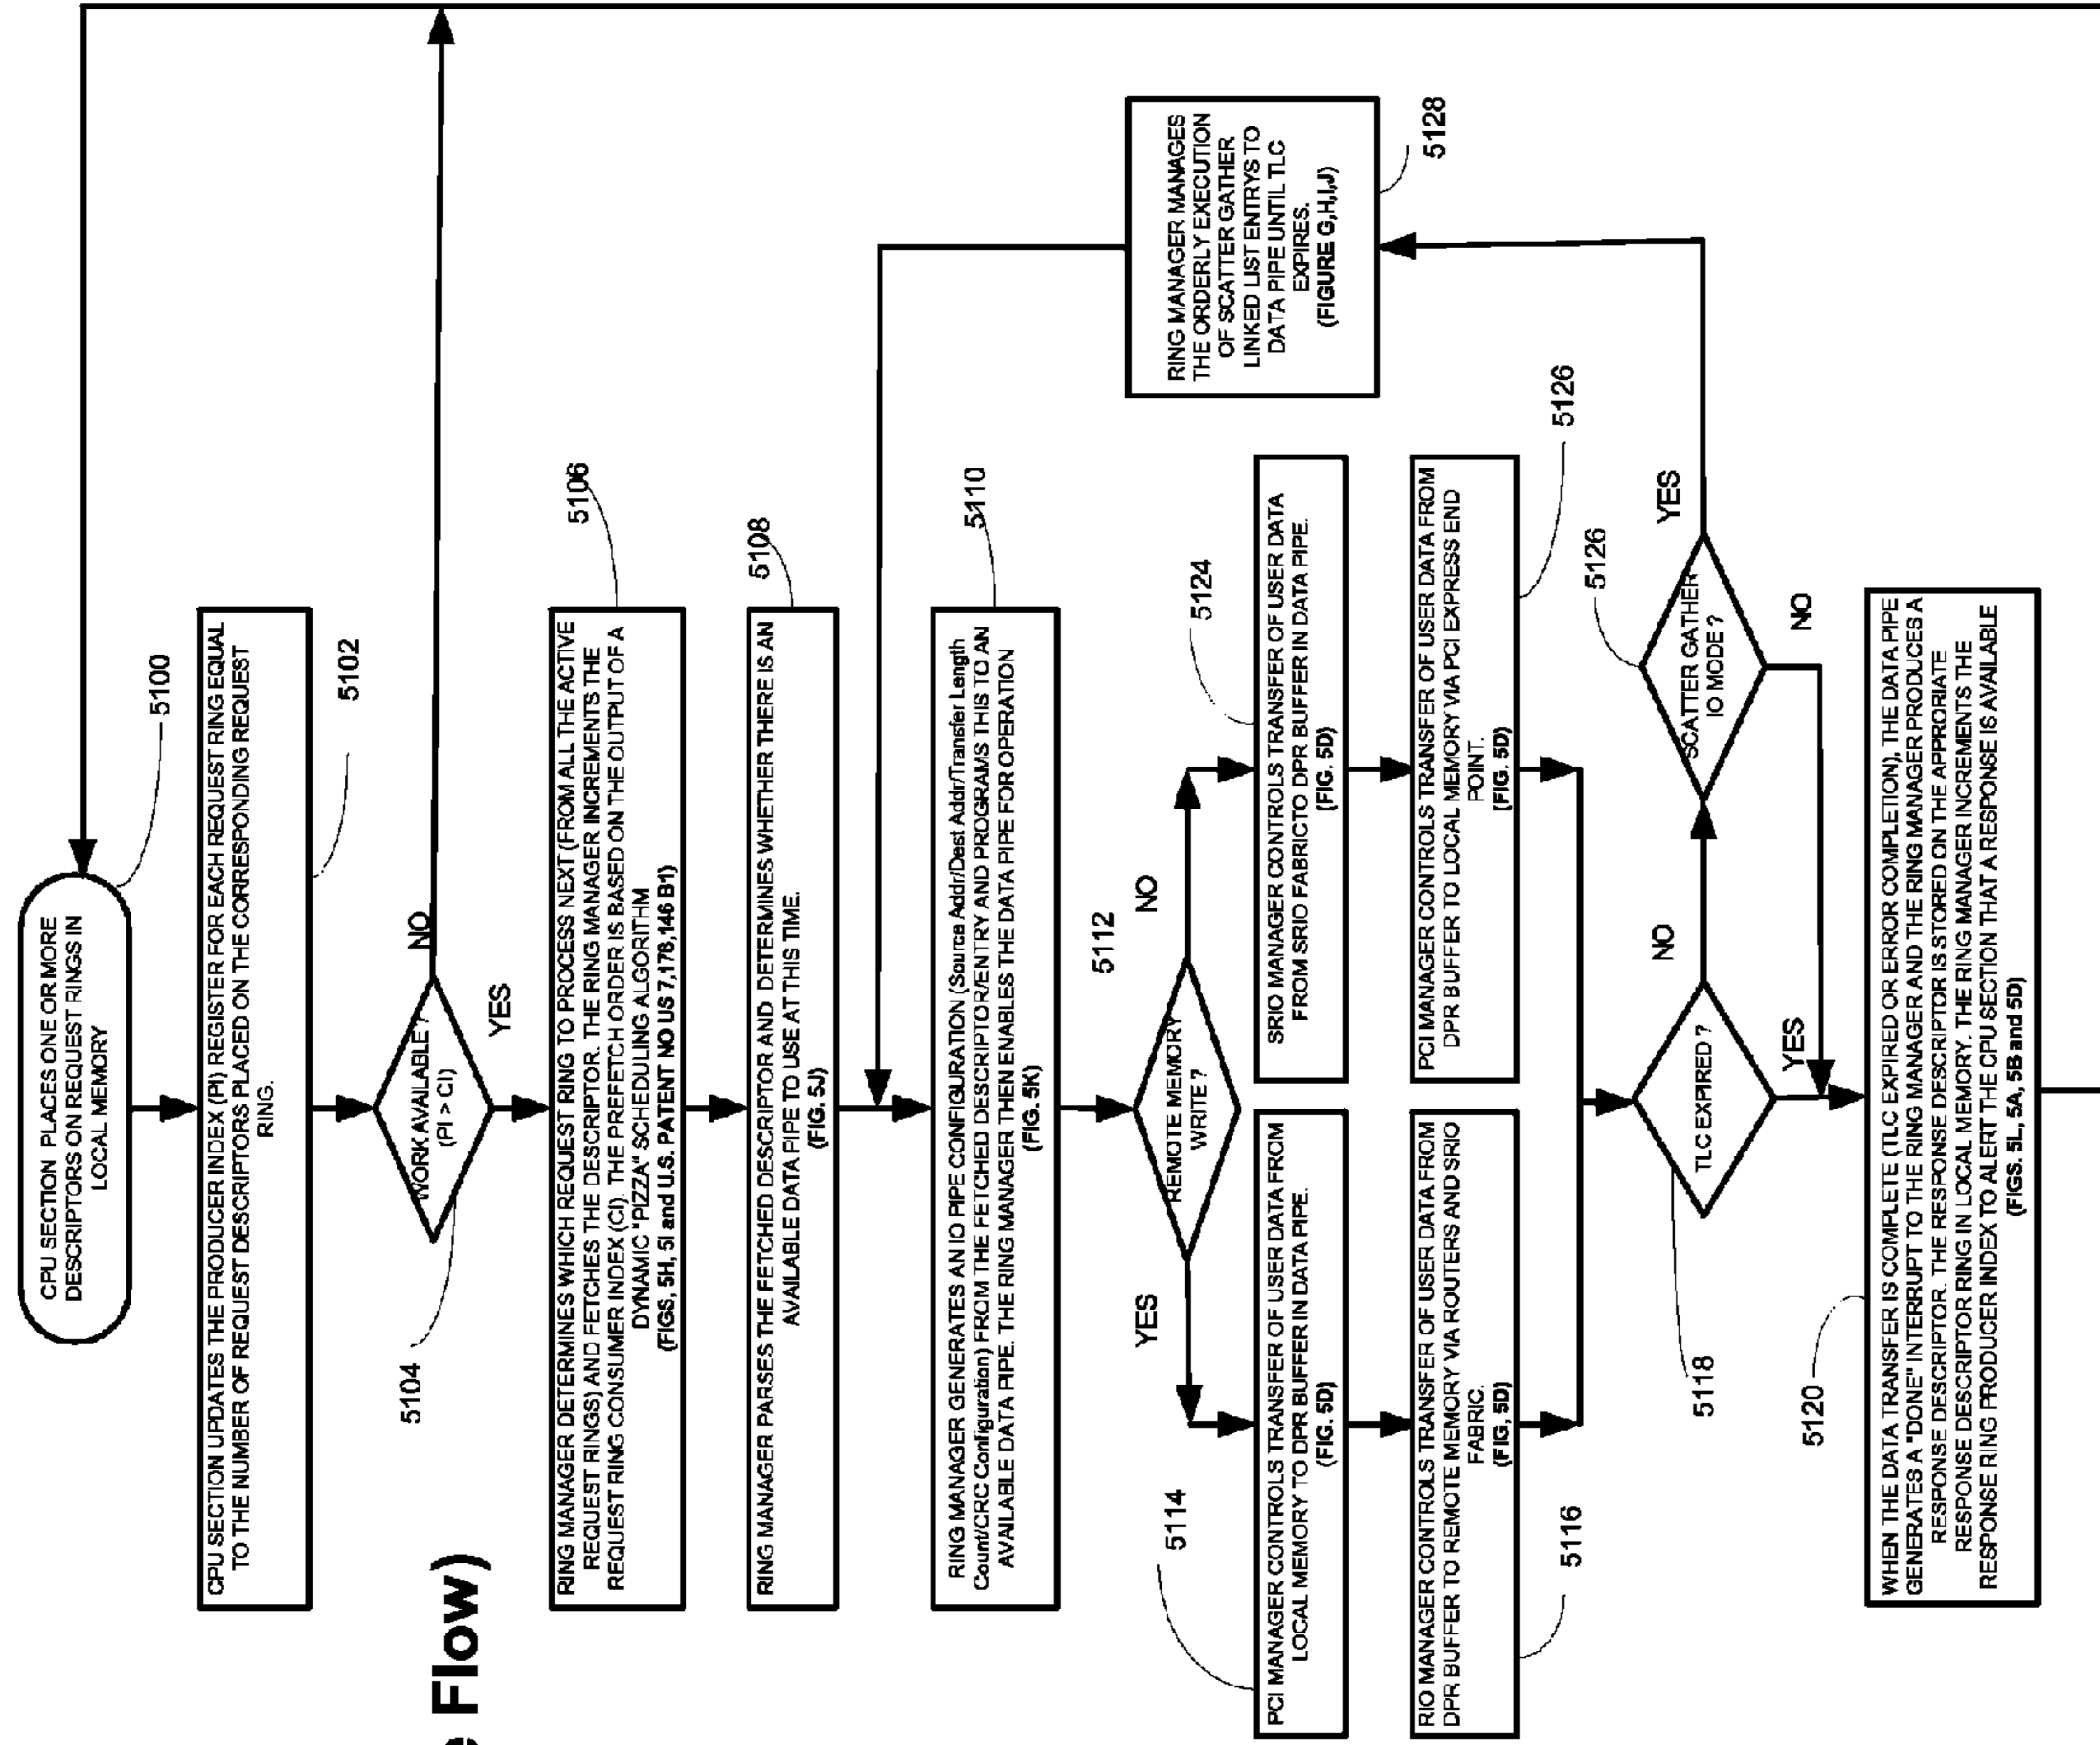 CPU SECTION PLACES ONE OR MORE
DESCRIPTORS ON REQUEST RINGS IN
LOCAL MEMORY
5100
CPU SECTION UPDATES THE PRODUCER INDEX (PI) REGISTER FOR EACH REQUEST RING EQUAL
TO THE NUMBER OF REQUEST DESCRIPTORS PLACED ON THE CORRESPONDING REQUEST
RING.
5102
WORK AVAILABLE ?
(PI > CI)
NO
YES
5104
e Flow)
RING MANAGER DETERMINES WHICH REQUEST RING TO PROCESS NEXT (FROM ALL THE ACTIVE
REQUEST RINGS) AND FETCHES THE DESCRIPTOR. THE RING MANAGER INCREMENTS THE
REQUEST RING CONSUMER INDEX (CI). THE PREFETCH ORDER IS BASED ON THE OUTPUT OF A
DYNAMIC "PIZZA" SCHEDULING ALGORITHM
(FIGS, 5H, 5I and U.S. PATENT NO US 7,178,146 B1)
5106
RING MANAGER PARSES THE FETCHED DESCRIPTOR AND DETERMINES WHETHER THERE IS AN
AVAILABLE DATA PIPE TO USE AT THIS TIME.
(FIG. 5J)
5108
RING MANAGER GENERATES AN IO PIPE CONFIGURATION (Source Addr/Dest Addr/Transfer Length
Count/CRC Configuration) FROM THE FETCHED DESCRIPTOR/ENTRY AND PROGRAMS THIS TO AN
AVAILABLE DATA PIPE. THE RING MANAGER THEN ENABLES THE DATA PIPE FOR OPERATION
(FIG. 5K)
5110
RING MANAGER MANAGES
THE ORDERLY EXECUTION
OF SCATTER GATHER
LINKED LIST ENTRYS TO
DATA PIPE UNTIL TLC
EXPIRES.
(FIGURE G,H,I,J)
5128
REMOTE MEMORY
WRITE ?
5112
YES
NO
PCI MANAGER CONTROLS TRANSFER OF USER DATA FROM
LOCAL MEMORY TO DPR BUFFER IN DATA PIPE.
(FIG. 5D)
5114
SRIO MANAGER CONTROLS TRANSFER OF USER DATA
FROM SRIO FABRICTO DPR BUFFER IN DATA PIPE.
(FIG. 5D)
5124
RIO MANAGER CONTROLS TRANSFER OF USER DATA FROM
DPR BUFFER TO REMOTE MEMORY VIA ROUTERS AND SRIO
FABRIC.
(FIG, 5D)
5116
PCI MANAGER CONTROLS TRANSFER OF USER DATA FROM
DPR BUFFER TO LOCAL MEMORY VIA PCI EXPRESS END
POINT.
(FIG. 5D)
5126
TLC EXPIRED ?
NO
YES
5118
SCATTER GATHER
IO MODE ?
YES
NO
5126
WHEN THE DATA TRANSFER IS COMPLETE (TLC EXPIRED OR ERROR COMPLETION), THE DATA PIPE
GENERATES A "DONE" INTERRUPT TO THE RING MANAGER AND THE RING MANAGER PRODUCES A
RESPONSE DESCRIPTOR. THE RESPONSE DESCRIPTOR IS STORED ON THE APPRORIATE
RESPONSE DESCRIPTOR RING IN LOCAL MEMORY. THE RING MANAGER INCREMENTS THE
RESPONSE RING PRODUCER INDEX TO ALERT THE CPU SECTION THAT A RESPONSE IS AVAILABLE
(FIGS. 5L, 5A, 5B and 5D)
5120